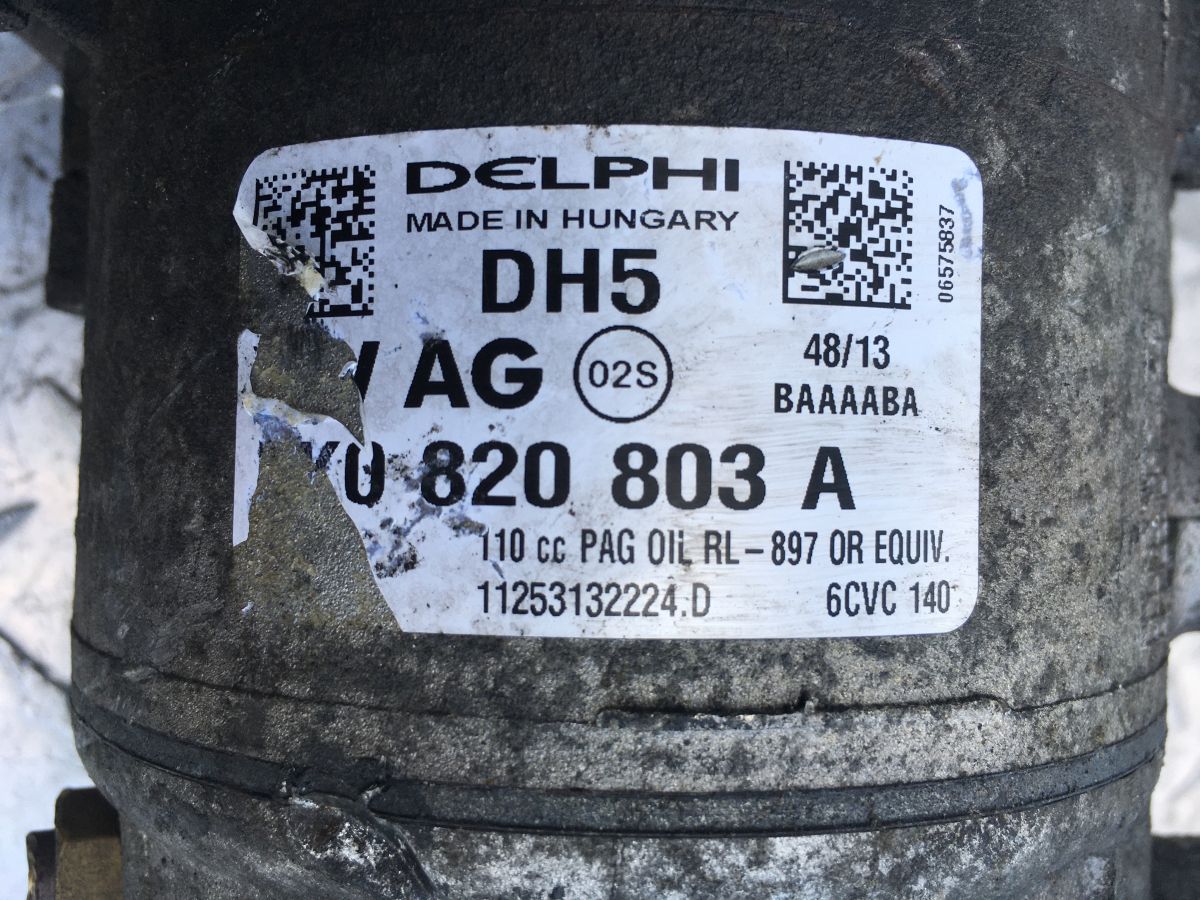 DELPHI
MADE IN HUNGARY
DH5
06575837
AG 02S
48/13
BAAAABA
K0 820 803 A
110 cc PAG OIL RL-897 OR EQUIV.
11253132224.D 6CVC 140